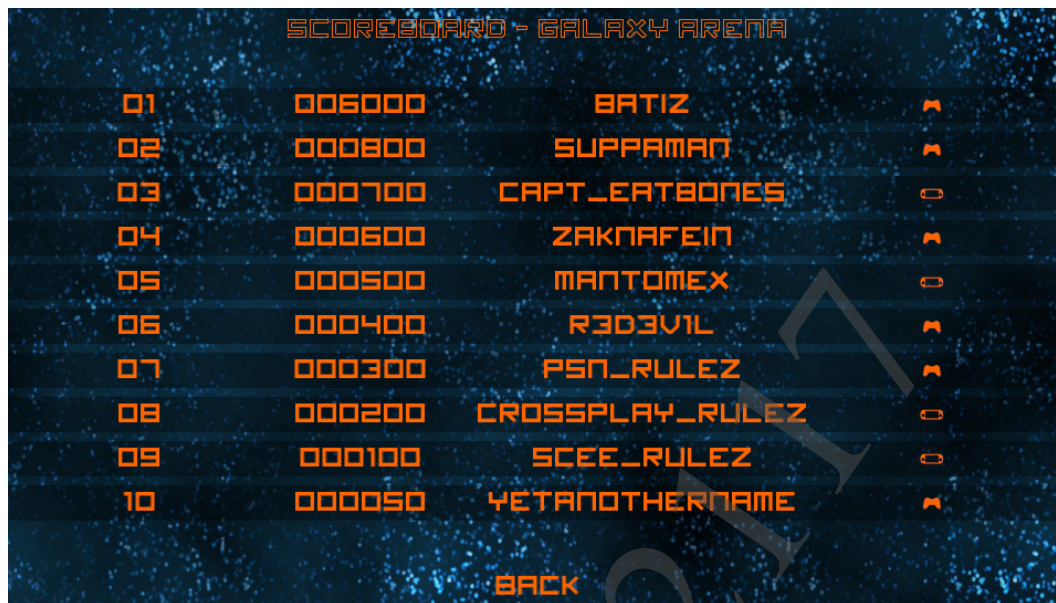 SCOREBOARD - GALAXY ARENA
01 006000 BATIZ
02 000800 SUPPAMAN
03 000700 CAPT_EATBONES
04 000600 ZAKNAFEIN
05 000500 MANTOMEX
06 000400 R3D3V1L
07 000300 PSN_RULEZ
08 000200 CROSSPLAY_RULEZ
09 000100 SCEE_RULEZ
10 000050 YETANOTHERNAME
BACK